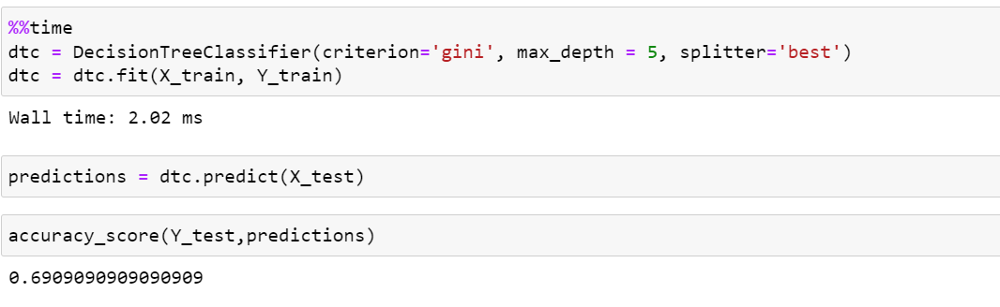 %%time
dtc = DecisionTreeClassifier(criterion='gini', max_depth = 5, splitter='best')
dtc = dtc.fit(X_train, Y_train)
Wall time: 2.02 ms
predictions = dtc.predict(X_test)
accuracy_score(Y_test,predictions)
0.6909090909090909